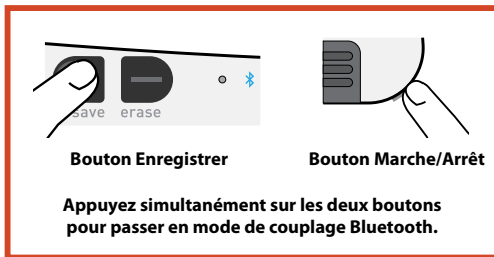 save erase
Bouton Enregistrer
Bouton Marche/Arrêt
Appuyez simultanément sur les deux boutons
pour passer en mode de couplage Bluetooth.